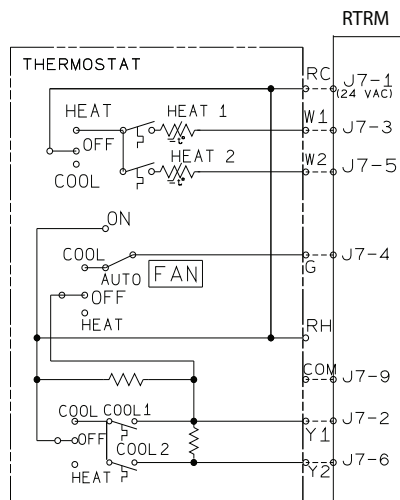 RTRM
THERMOSTAT
RC J7-1
(24 VAC)
HEAT HEAT 1 W1 J7-3
OFF
HEAT 2 W2 J7-5
COOL
ON
COOL G J7-4
AUTO FAN
OFF
HEAT RH
COM J7-9
COOL COOL1 Y1 J7-2
OFF
COOL2
HEAT Y2 J7-6